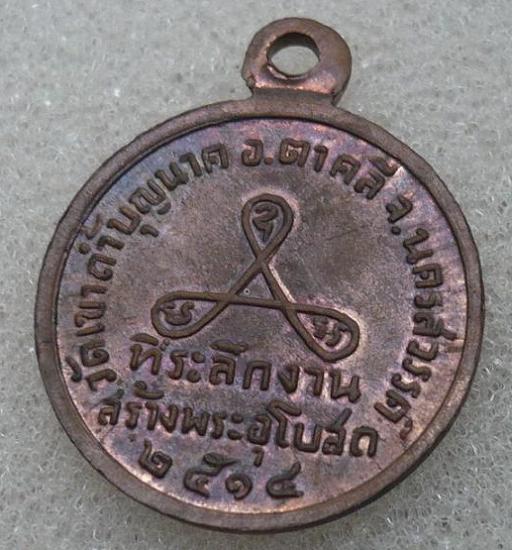 วัดเขาถ้ำบุญนาค อ.ตาคลี จ.นครสวรรค์
ที่ระลึกงาน
สร้างพระอุโบสถ
๒๕๑๔